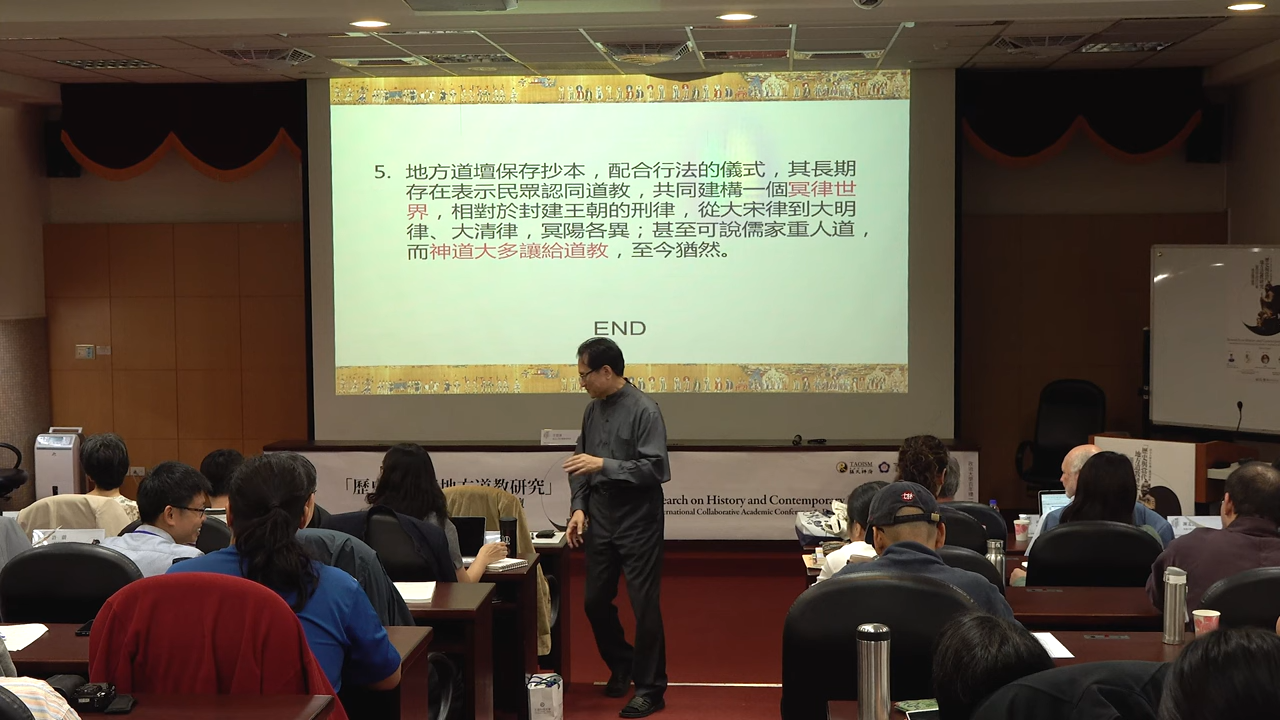 5. 地方道壇保存抄本，配合行法的儀式，其長期
存在表示民眾認同道教，共同建構一個冥律世
界，相對於封建王朝的刑律，從大宋律到大明
律、大清律，冥陽各異；甚至可說儒家重人道，
而神道大多讓給道教，至今猶然。
END
地方道教研究」
TAOISM
earch on History and Contemporary
International Collaborative Academic Conference